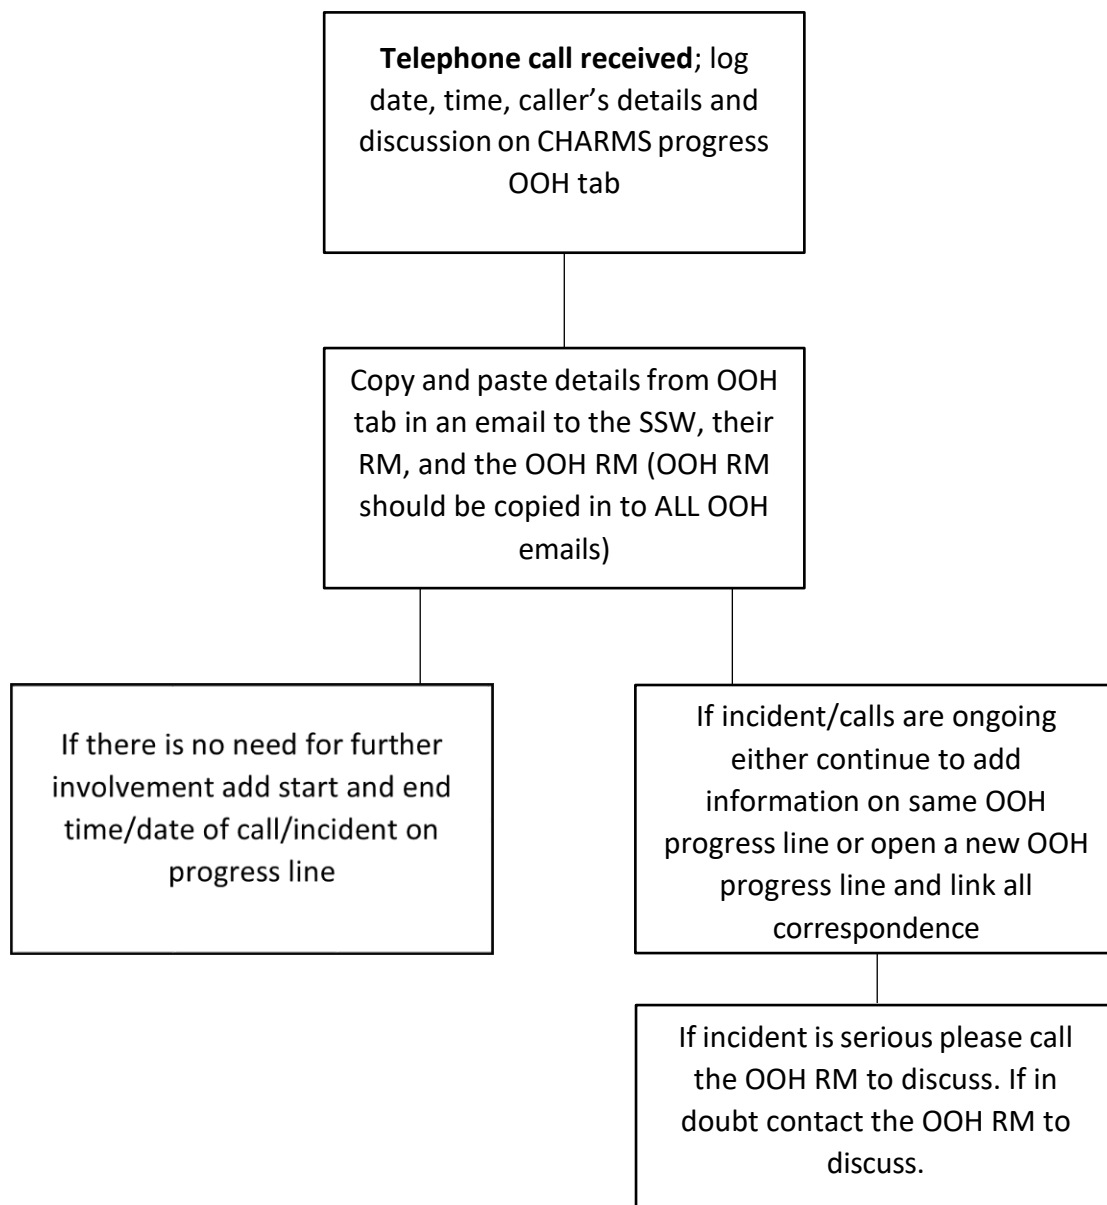 Telephone call received; log
date, time, caller’s details and
discussion on CHARMS progress
OOH tab
Copy and paste details from OOH
tab in an email to the SSW, their
RM, and the OOH RM (OOH RM
should be copied in to ALL OOH
emails)
If there is no need for further
involvement add start and end
time/date of call/incident on
progress line
If incident/calls are ongoing
either continue to add
information on same OOH
progress line or open a new OOH
progress line and link all
correspondence
If incident is serious please call
the OOH RM to discuss. If in
doubt contact the OOH RM to
discuss.